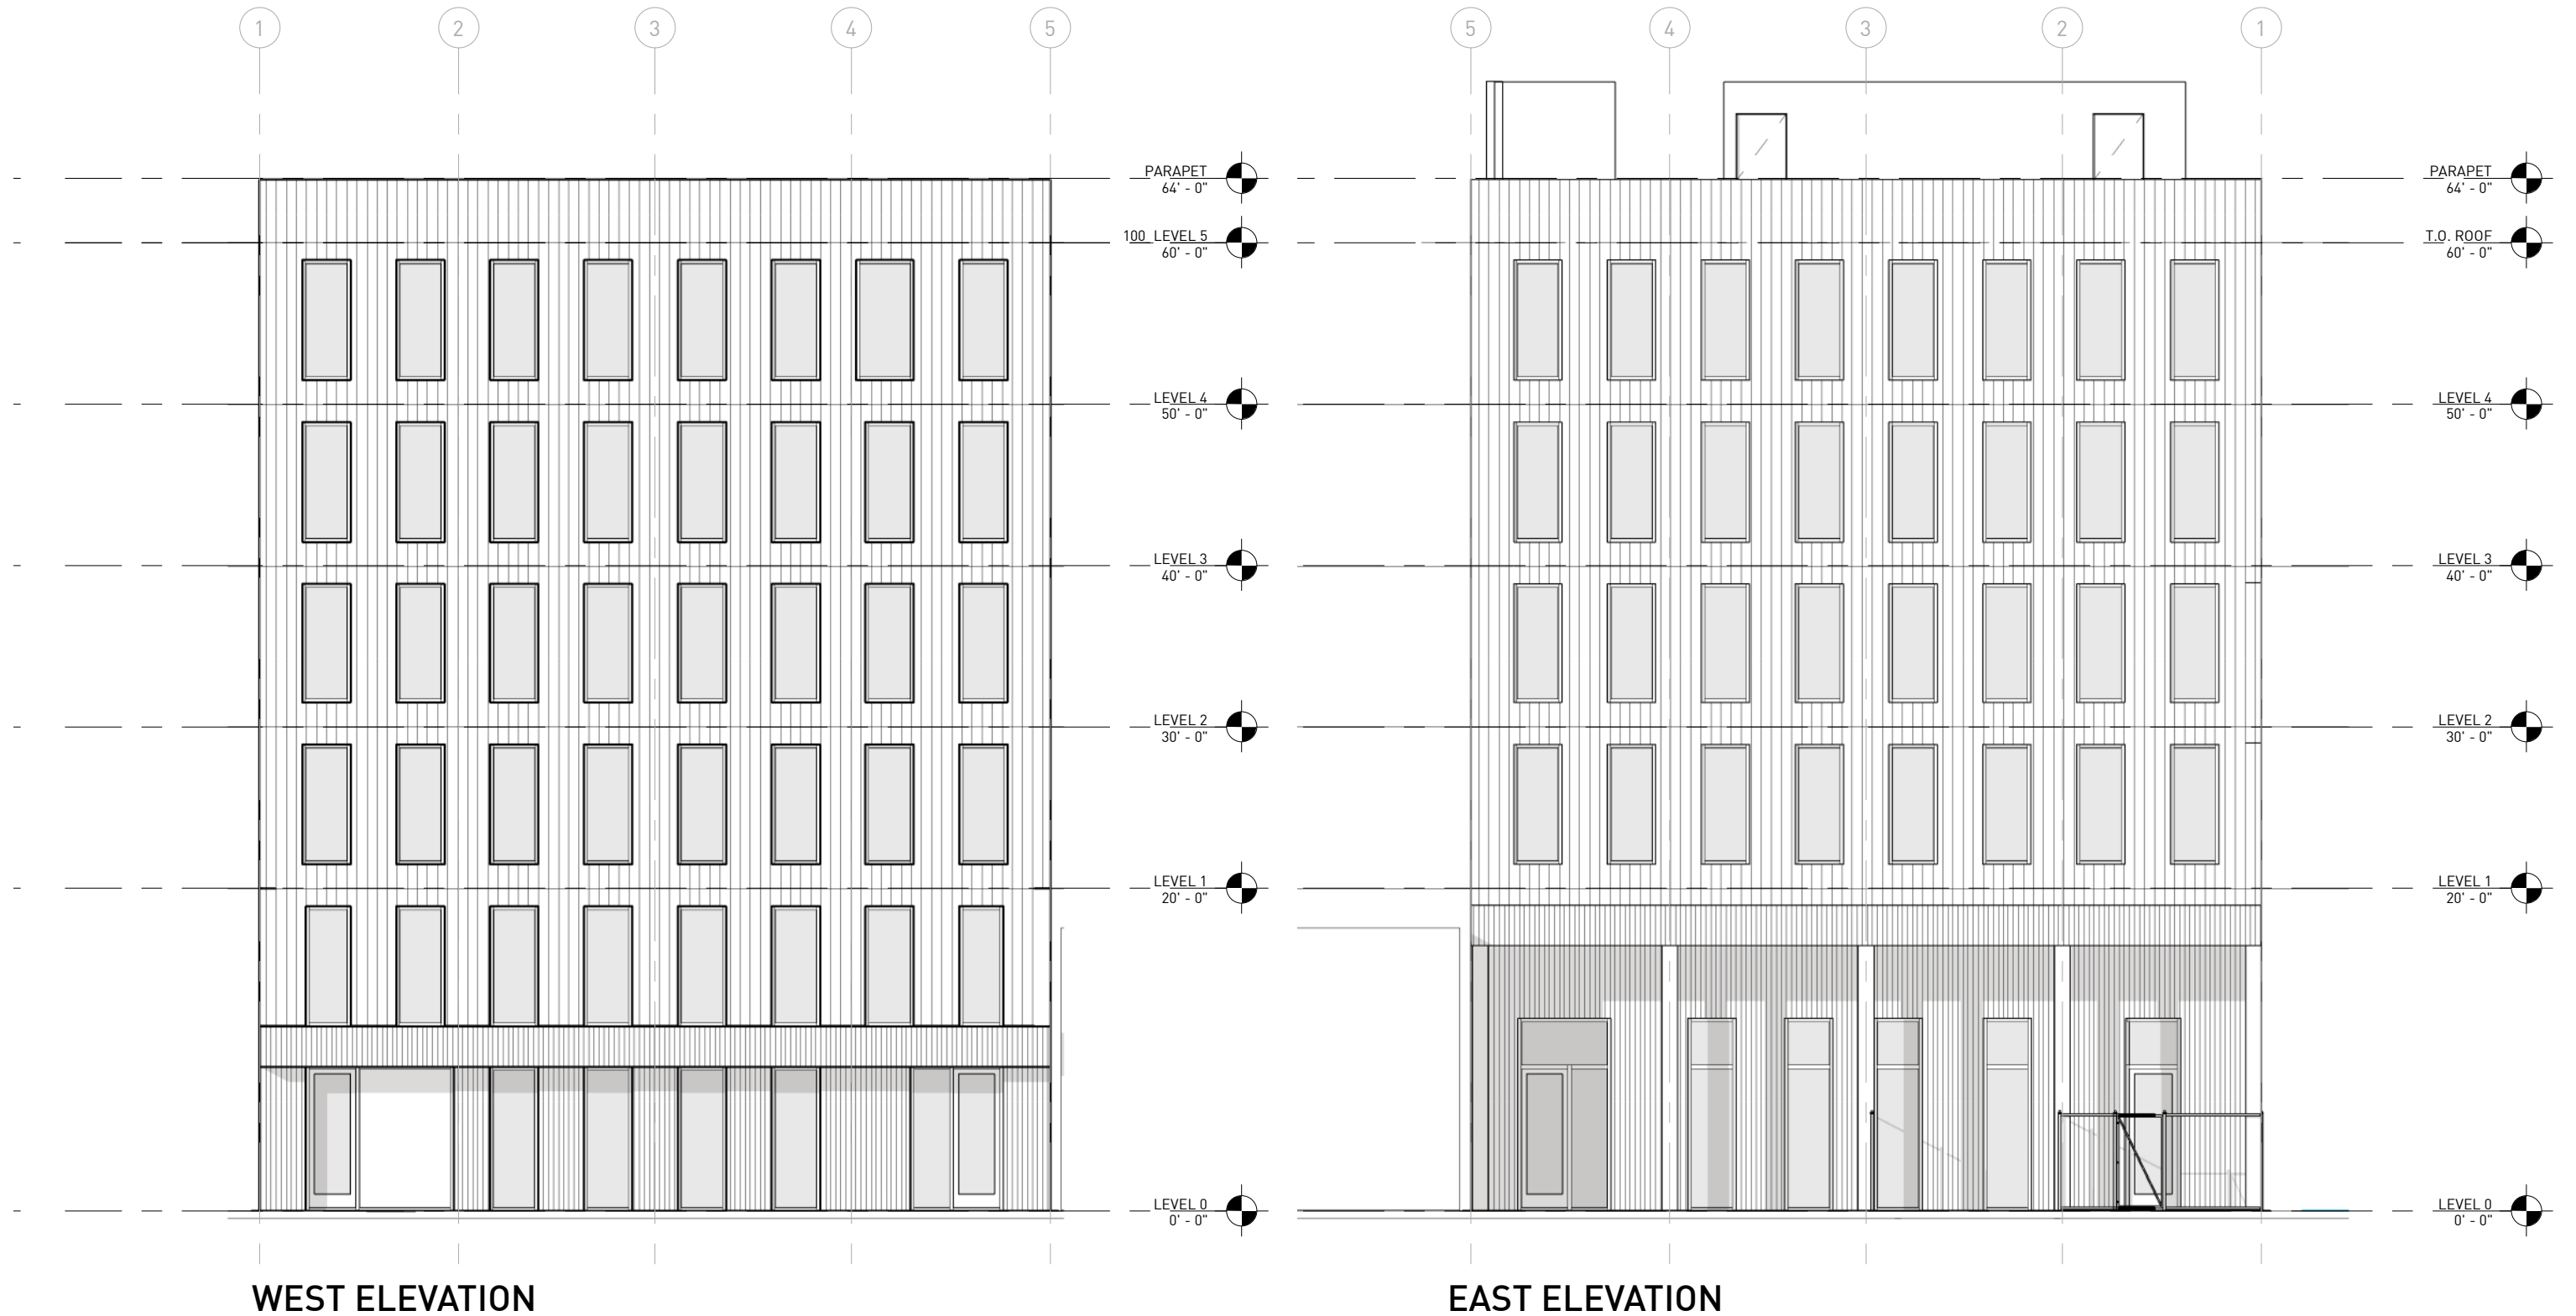 1 2 3 4 5 5 4 3 2 1
PARAPET
64' - 0"
100 LEVEL 5
60' - 0"
LEVEL 4
50' - 0"
LEVEL 3
40' - 0"
LEVEL 2
30' - 0"
LEVEL 1
20' - 0"
LEVEL 0
0' - 0"
PARAPET
64' - 0"
T.O. ROOF
60' - 0"
LEVEL 4
50' - 0"
LEVEL 3
40' - 0"
LEVEL 2
30' - 0"
LEVEL 1
20' - 0"
LEVEL 0
0' - 0"
WEST ELEVATION
EAST ELEVATION